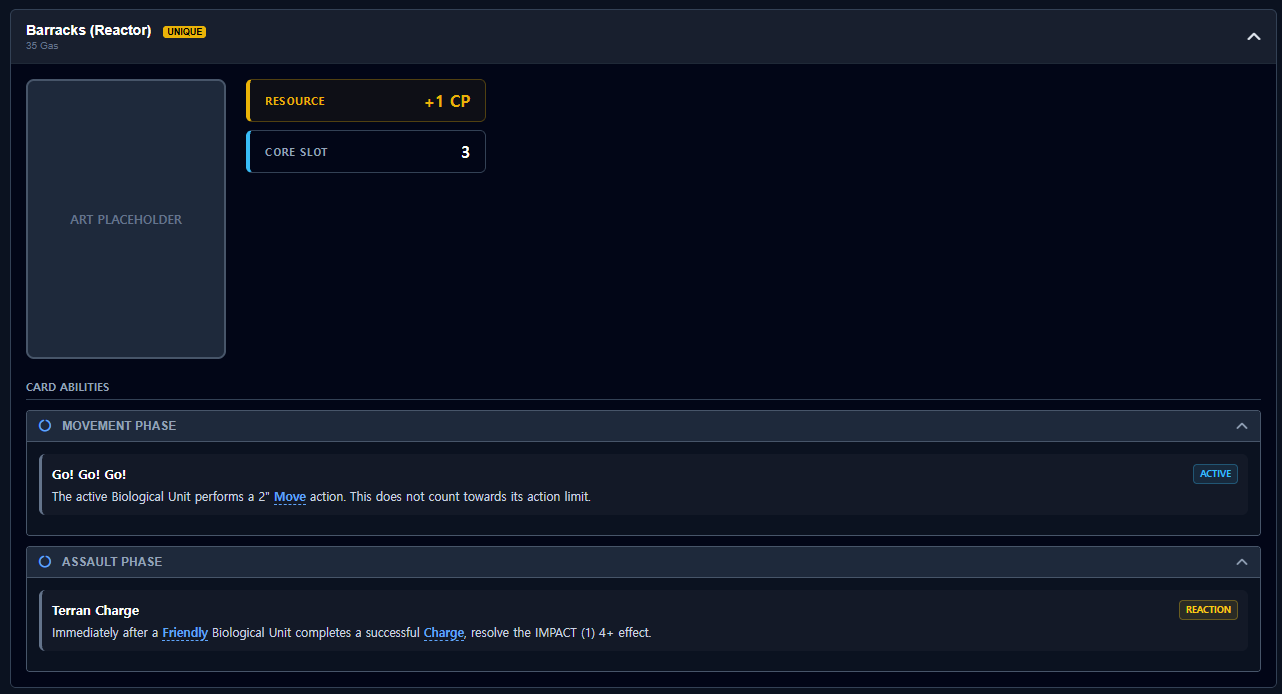 Barracks (Reactor) UNIQUE
35 Gas
ART PLACEHOLDER
RESOURCE +1 CP
CORE SLOT 3
CARD ABILITIES
MOVEMENT PHASE
Go! Go! Go! ACTIVE
The active Biological Unit performs a 2" Move action. This does not count towards its action limit.
ASSAULT PHASE
Terran Charge REACTION
Immediately after a Friendly Biological Unit completes a successful Charge, resolve the IMPACT (1) 4+ effect.